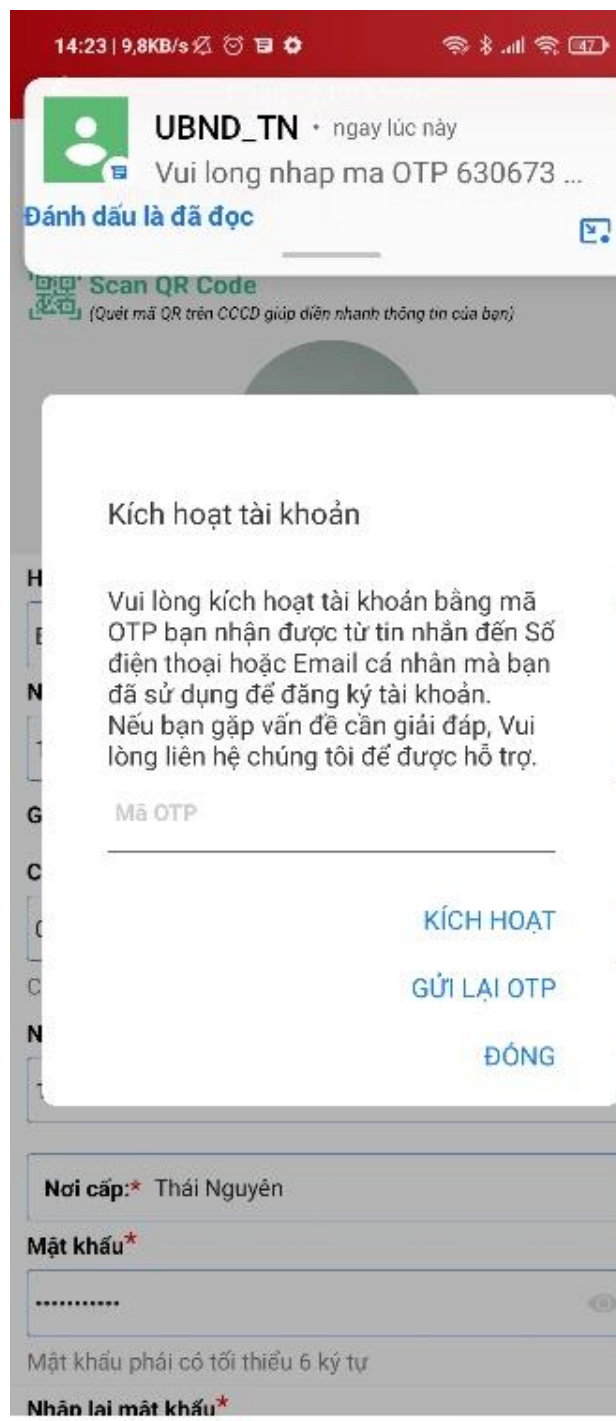 14:23 | 9,8KB/s
47
UBND_TN • ngay lúc này
Vui long nhap ma OTP 630673 ...
Đánh dấu là đã đọc
Scan QR Code
(Quét mã QR trên CCCD giúp điền nhanh thông tin của bạn)
Kích hoạt tài khoản
Vui lòng kích hoạt tài khoản bằng mã
OTP bạn nhận được từ tin nhắn đến Số
điện thoại hoặc Email cá nhân mà bạn
đã sử dụng để đăng ký tài khoản.
Nếu bạn gặp vấn đề cần giải đáp, Vui
lòng liên hệ chúng tôi để được hỗ trợ.
Mã OTP
KÍCH HOẠT
GỬI LẠI OTP
ĐÓNG
Nơi cấp:* Thái Nguyên
Mật khẩu*
•••••••••••
Mật khẩu phải có tối thiểu 6 ký tự
Nhập lại mật khẩu*